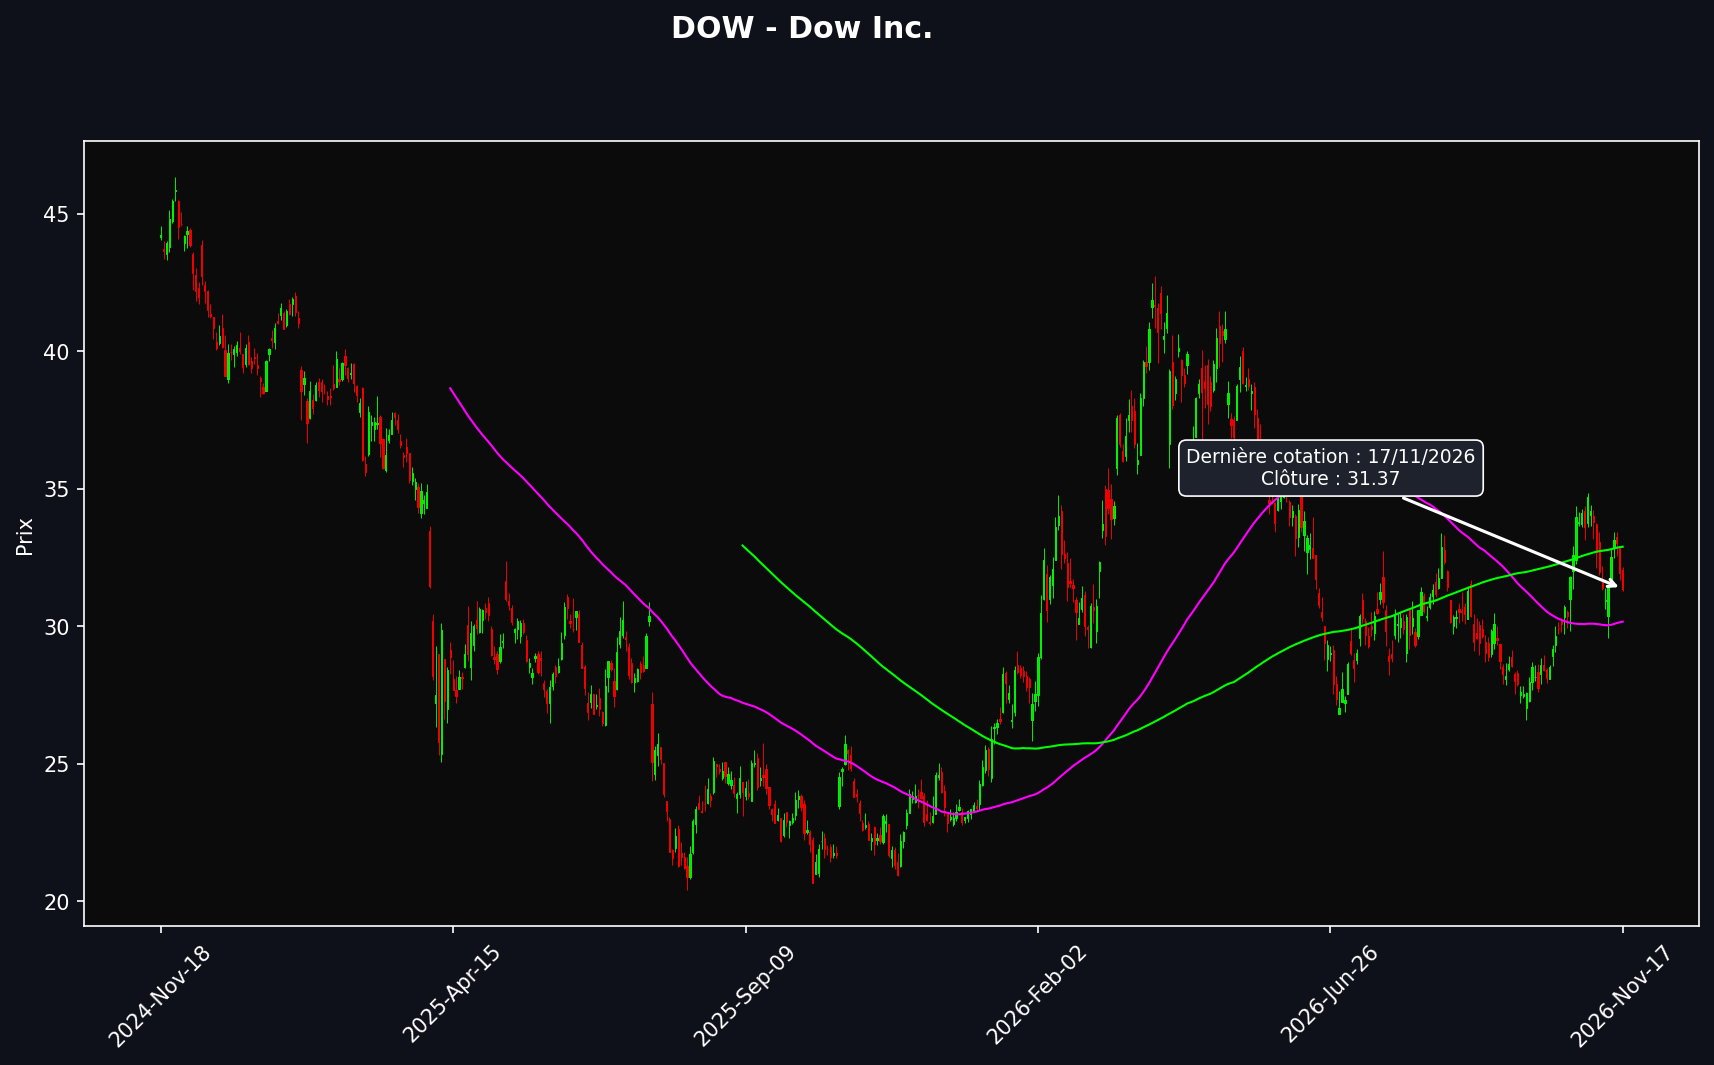 DOW - Dow Inc.
45
40
35
30
25
20
Prix
Dernière cotation : 17/11/2026
Clôture : 31.37
2024-Nov-18
2025-Apr-15
2025-Sep-09
2026-Feb-02
2026-Jun-26
2026-Nov-17